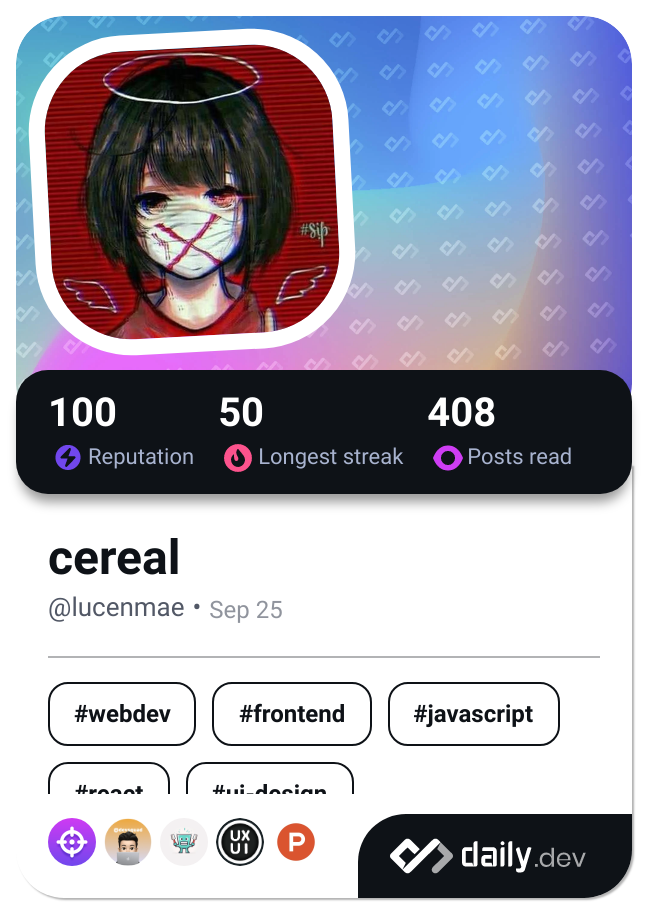 #Sip
100 50 408
Reputation Longest streak Posts read
cereal
@lucenmae • Sep 25
#webdev #frontend #javascript
#react #ui-design
UX
UI
P
daily.dev